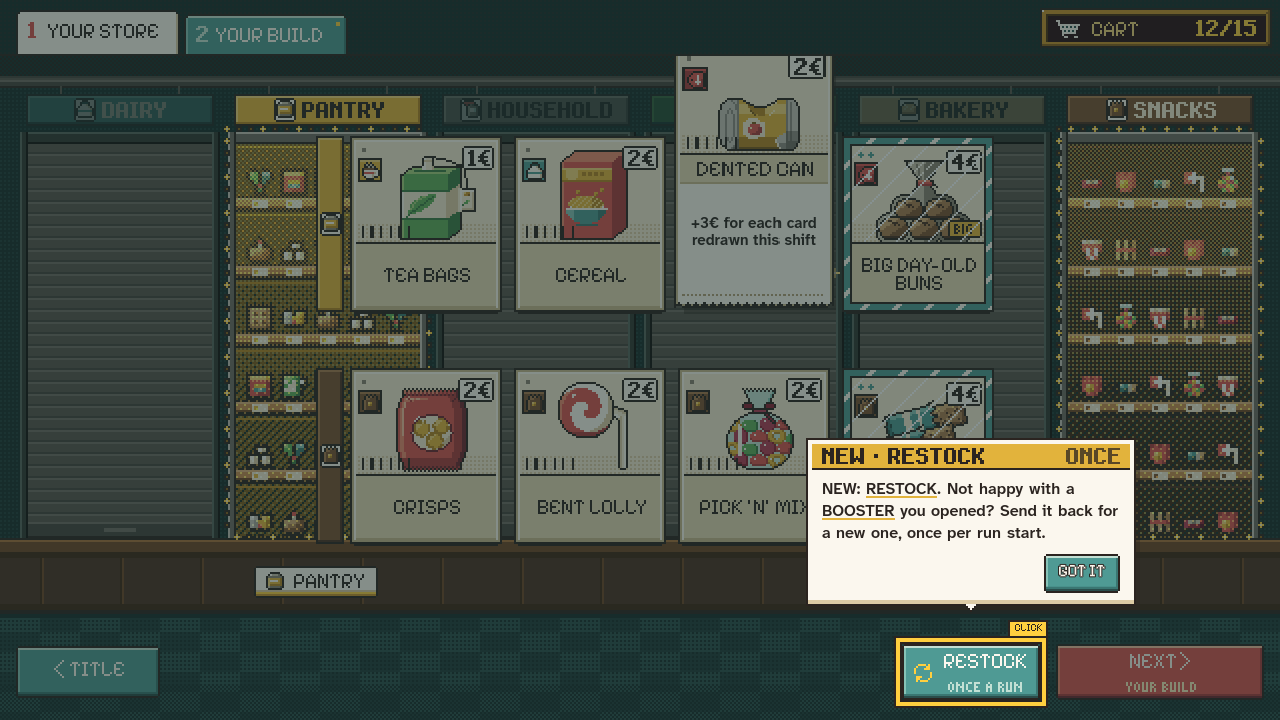 1 YOUR STORE
2 YOUR BUILD
CART 12/15
DAIRY
PANTRY
HOUSEHOLD
BAKERY
SNACKS
1€
TEA BAGS
2€
CEREAL
2€
DENTED CAN
+3€ for each card
redrawn this shift
4€
BIG
BIG DAY-OLD
BUNS
2€
CRISPS
2€
BENT LOLLY
2€
PICK 'N' MIX
4€
NEW · RESTOCK ONCE
NEW: RESTOCK. Not happy with a
BOOSTER you opened? Send it back for
a new one, once per run start.
GOT IT
PANTRY
CLICK
<TITLE
RESTOCK
ONCE A RUN
NEXT>
YOUR BUILD